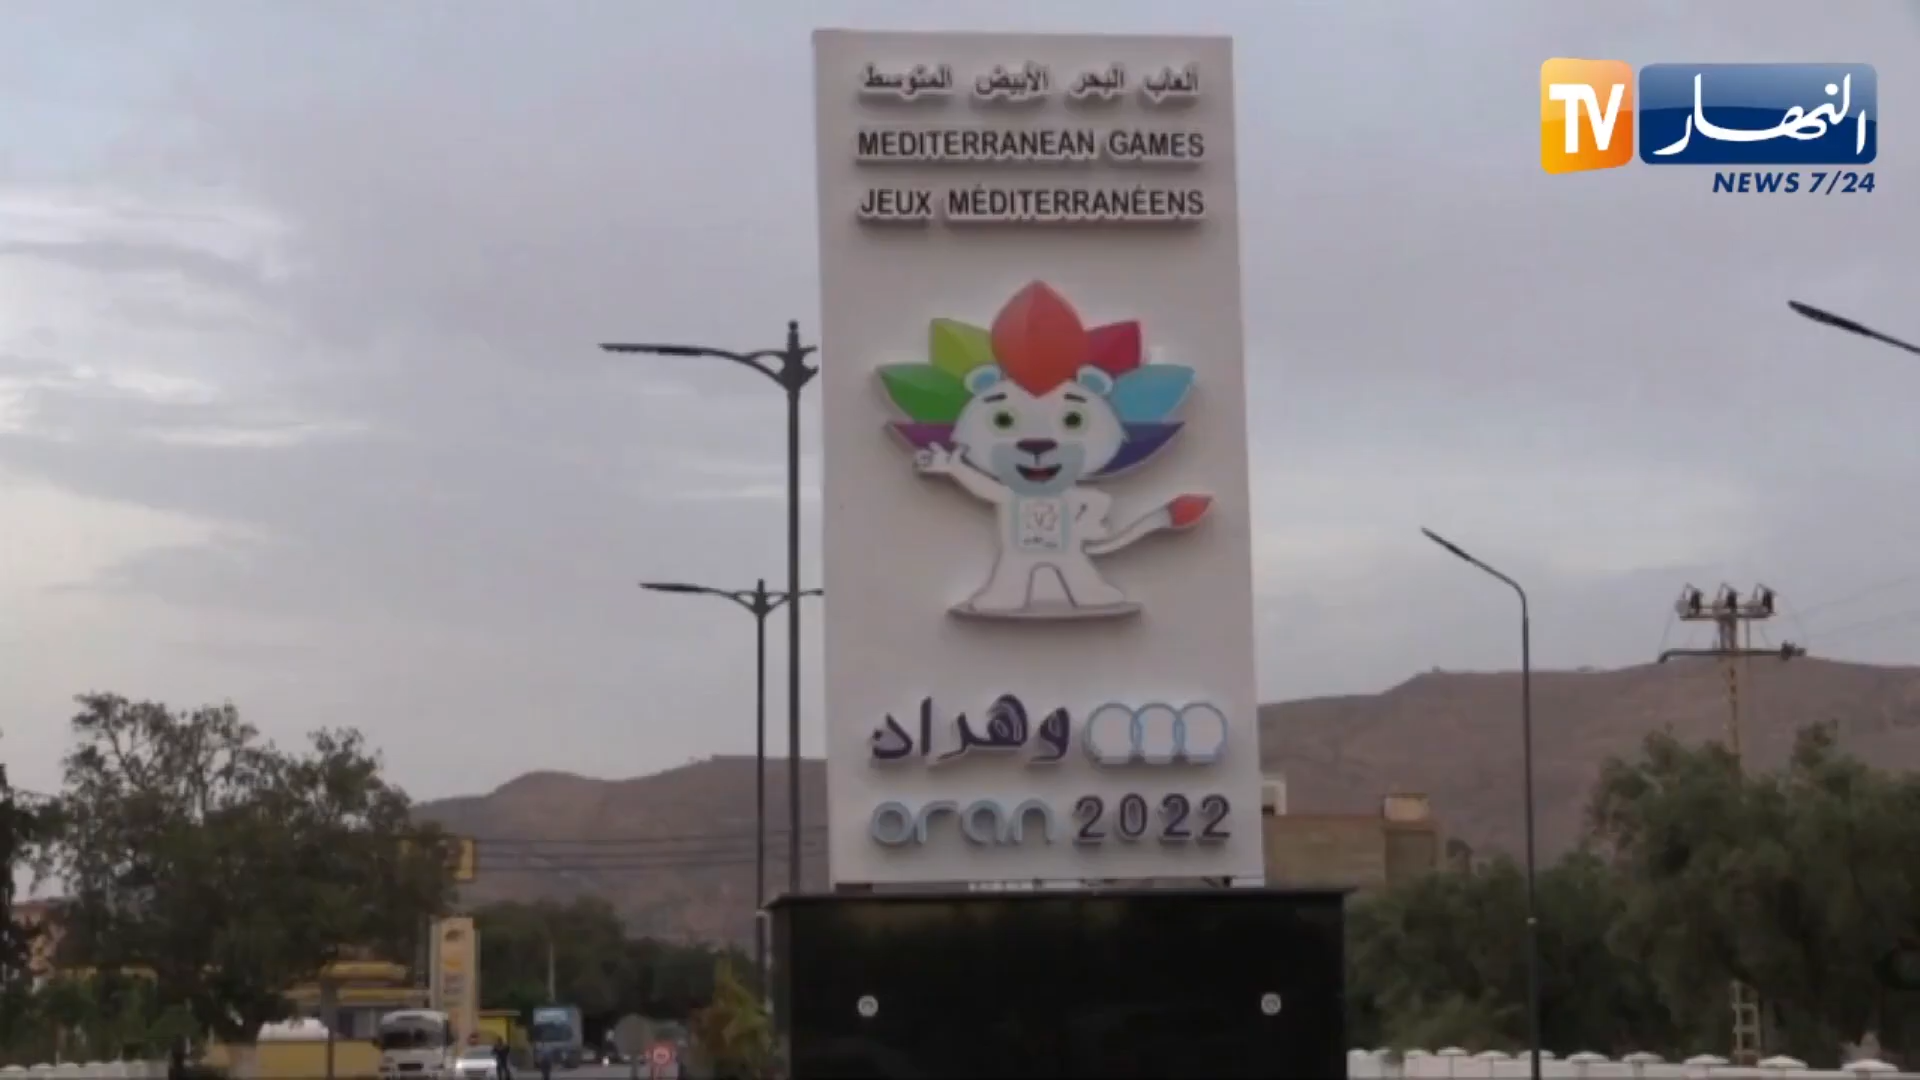 ألعاب البحر الأبيض المتوسط
MEDITERRANEAN GAMES
JEUX MÉDITERRANÉENS
وهران
oran 2022
TV النهار
NEWS 7/24